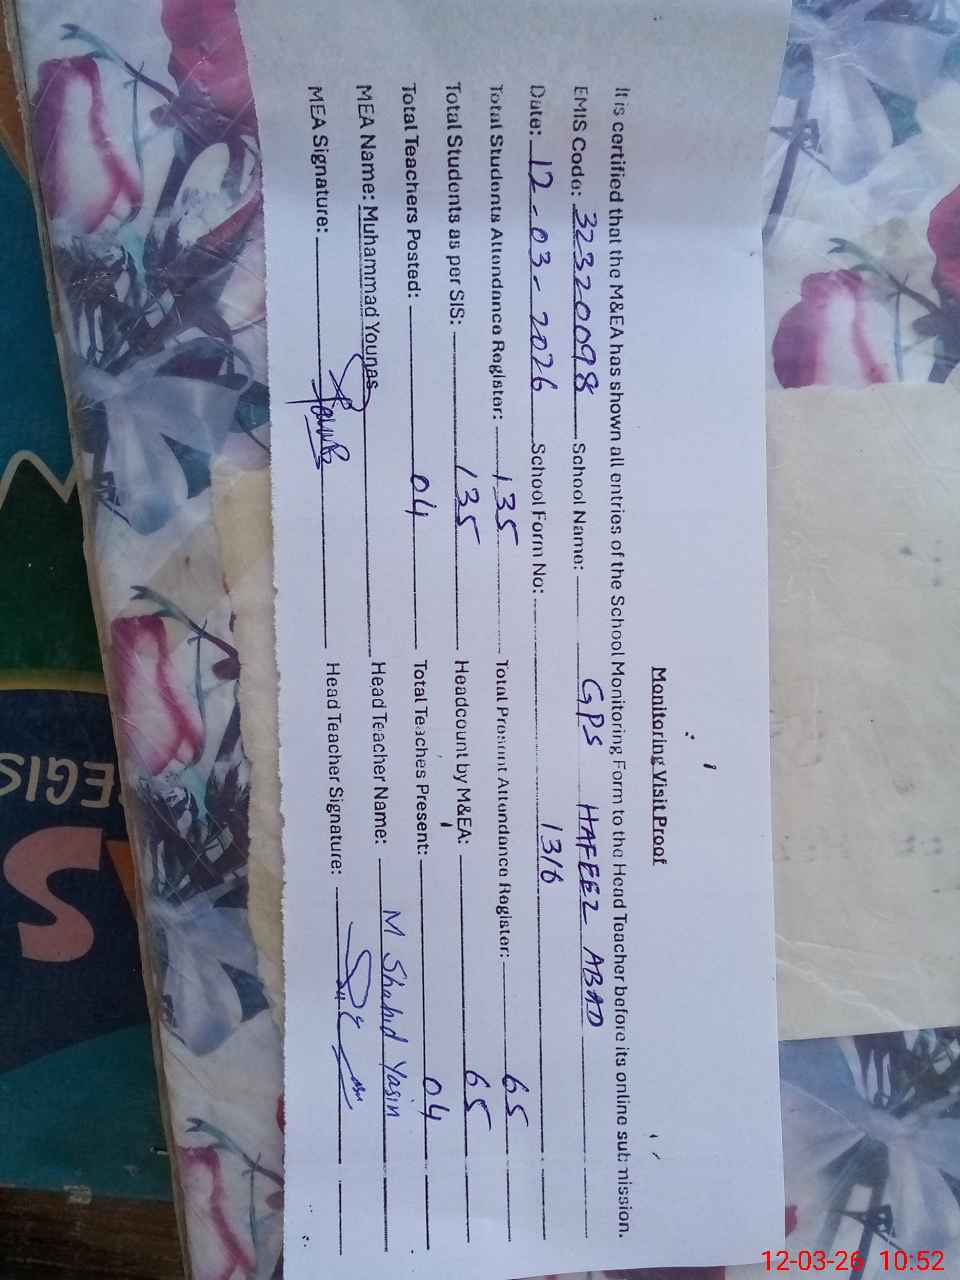 Monitoring Visit Proof
It is certified that the M&EA has shown all entries of the School Monitoring Form to the Head Teacher before its online submission.
EMIS Code: 32320098 School Name: GPS HAFEEZ ABAD
Date: 12-03-2026 School Form No: 1316
Total Students Attendance Register: 135 Total Present Attendance Register: 65
Total Students as per SIS: 135 Headcount by M&EA: 65
Total Teachers Posted: 04 Total Teaches Present: 04
MEA Name: Muhammad Younas Head Teacher Name: M Shahid Yasin
MEA Signature: Head Teacher Signature:
EGIS
S
12-03-26 10:52